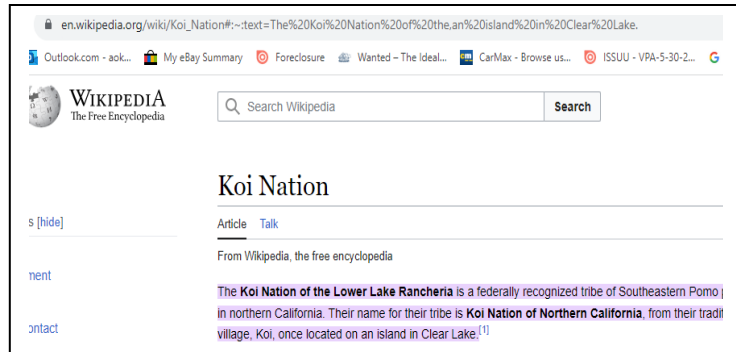 en.wikipedia.org/wiki/Koi_Nation#:~:text=The%20Koi%20Nation%20of%20the,an%20island%20in%20Clear%20Lake.
Outlook.com - aok... My eBay Summary Foreclosure Wanted – The Ideal... CarMax - Browse us... ISSUU - VPA-5-30-2... G
WIKIPEDIA
The Free Encyclopedia
Search Wikipedia Search
Koi Nation
s [hide]
Article Talk
From Wikipedia, the free encyclopedia
ment
The Koi Nation of the Lower Lake Rancheria is a federally recognized tribe of Southeastern Pomo p
in northern California. Their name for their tribe is Koi Nation of Northern California, from their tradit
ontact
village, Koi, once located on an island in Clear Lake.[1]